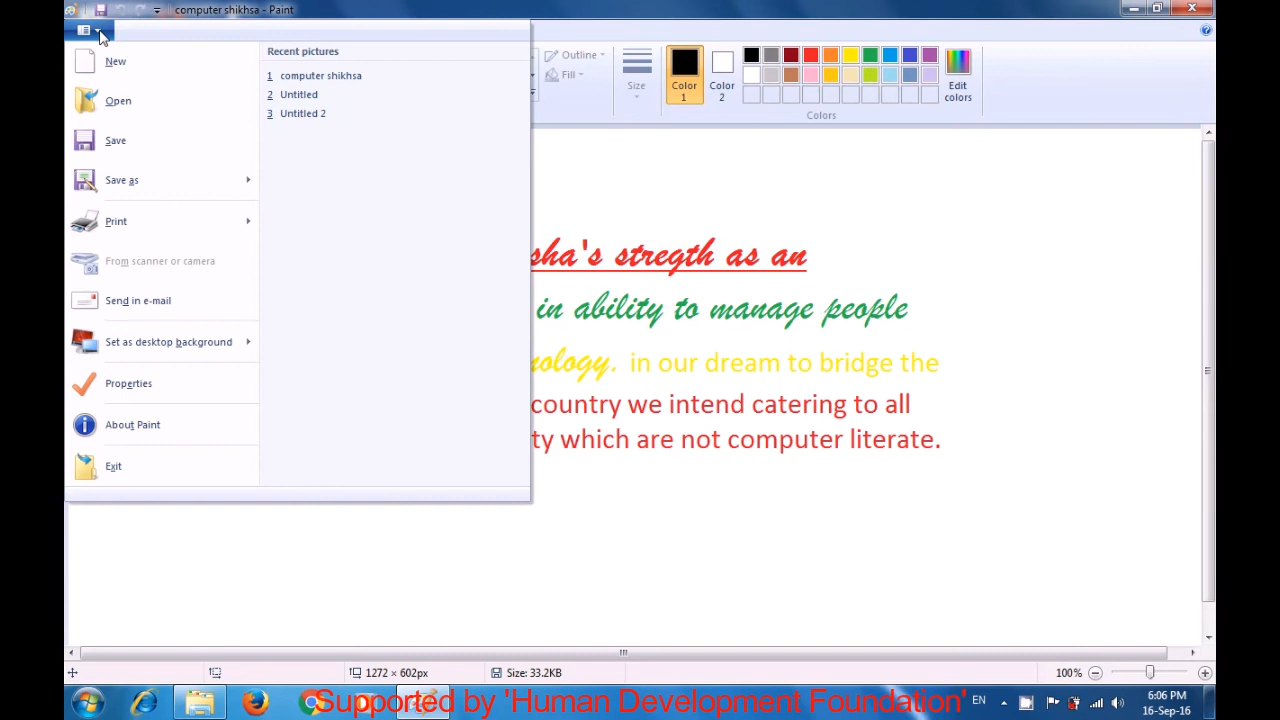 computer shikhsa - Paint
New
Open
Save
Save as
Print
From scanner or camera
Send in e-mail
Set as desktop background
Properties
About Paint
Exit
Recent pictures
1 computer shikhsa
2 Untitled
3 Untitled 2
Outline
Fill
Size
Color 1
Color 2
Edit colors
Colors
sha's stregth as an
in ability to manage people
nology. in our dream to bridge the
country we intend catering to all
ty which are not computer literate.
1272 × 602px
Size: 33.2KB
100%
Supported by 'Human Development Foundation'
EN
6:06 PM
16-Sep-16